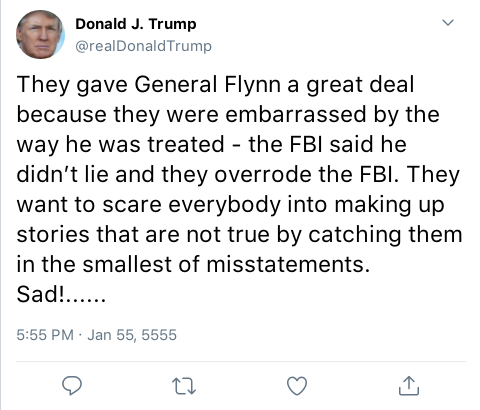 Donald J. Trump
@realDonaldTrump
They gave General Flynn a great deal
because they were embarrassed by the
way he was treated - the FBI said he
didn’t lie and they overrode the FBI. They
want to scare everybody into making up
stories that are not true by catching them
in the smallest of misstatements.
Sad!......
5:55 PM · Jan 55, 5555